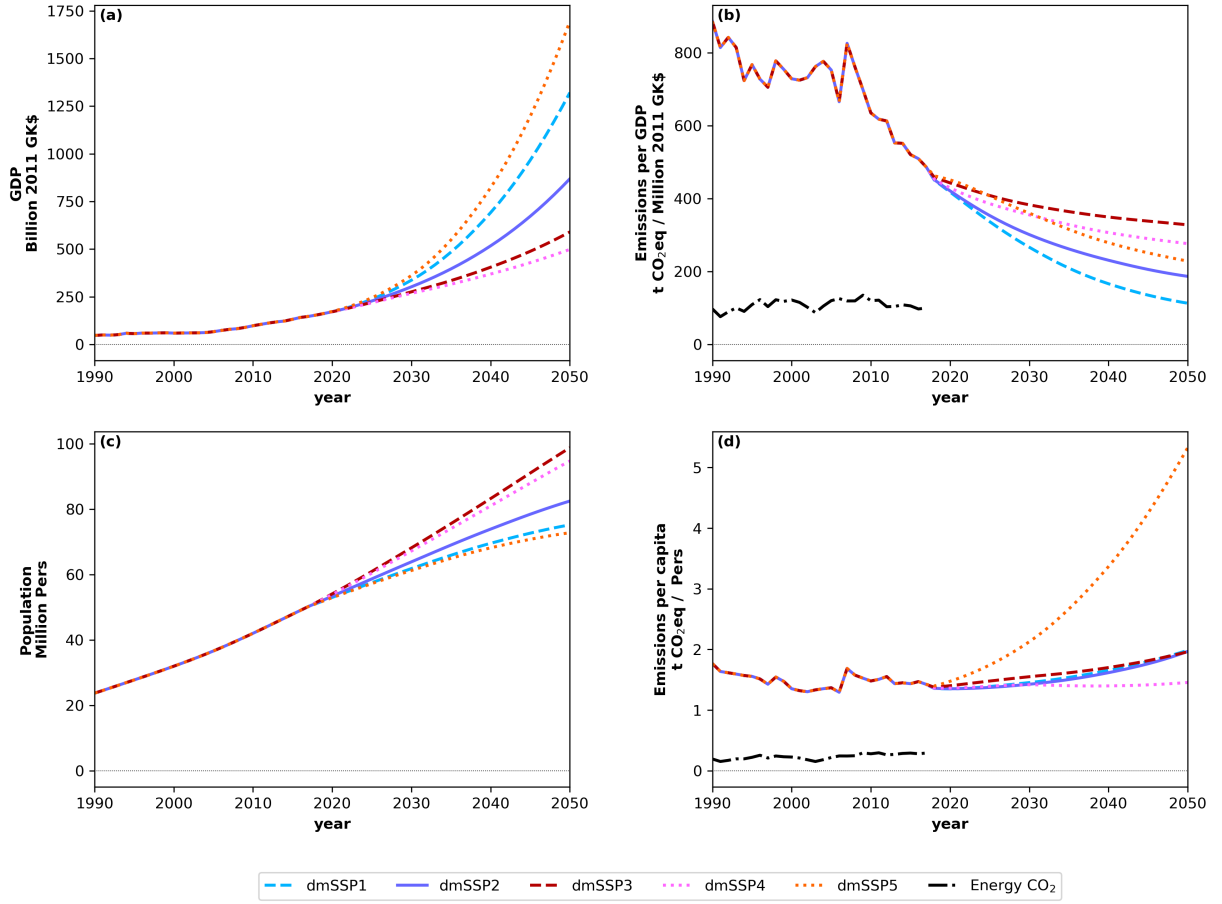 (a)
1750
1500
1250
1000
750
500
250
0
GDP
Billion 2011 GK$
1990 2000 2010 2020 2030 2040 2050
year
(b)
800
600
400
200
0
Emissions per GDP
t CO₂eq / Million 2011 GK$
1990 2000 2010 2020 2030 2040 2050
year
(c)
100
80
60
40
20
0
Population
Million Pers
1990 2000 2010 2020 2030 2040 2050
year
(d)
5
4
3
2
1
0
Emissions per capita
t CO₂eq / Pers
1990 2000 2010 2020 2030 2040 2050
year
dmSSP1 dmSSP2 dmSSP3 dmSSP4 dmSSP5 Energy CO₂